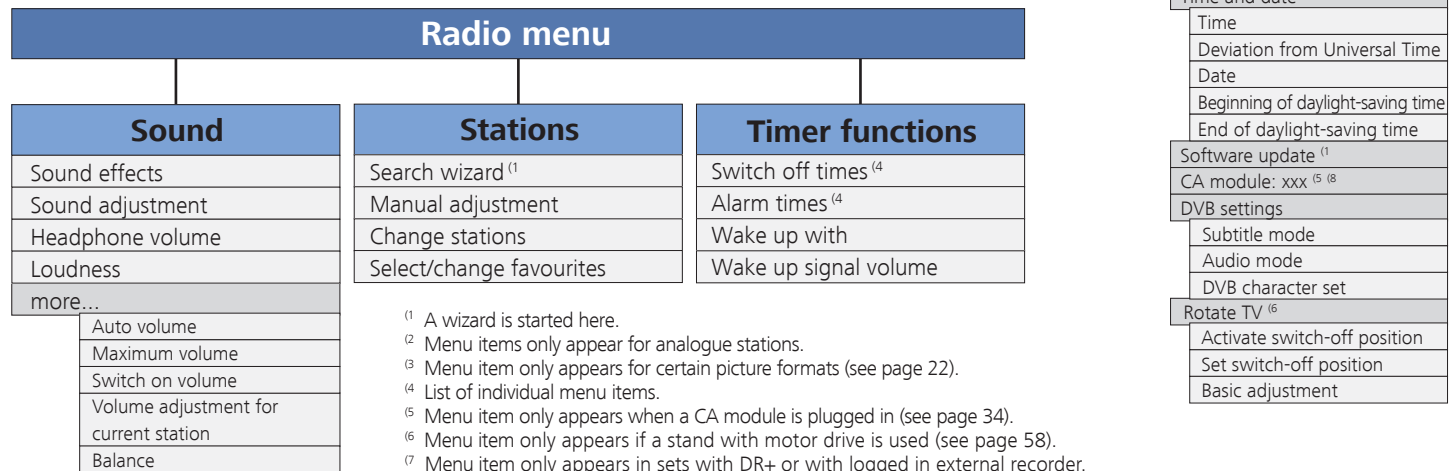 Radio menu
Sound
Sound effects
Sound adjustment
Headphone volume
Loudness
more...
Auto volume
Maximum volume
Switch on volume
Volume adjustment for
current station
Balance
Stations
Search wizard (1
Manual adjustment
Change stations
Select/change favourites
Timer functions
Switch off times (4
Alarm times (4
Wake up with
Wake up signal volume
(1 A wizard is started here.
(2 Menu items only appear for analogue stations.
(3 Menu item only appears for certain picture formats (see page 22).
(4 List of individual menu items.
(5 Menu item only appears when a CA module is plugged in (see page 34).
(6 Menu item only appears if a stand with motor drive is used (see page 58).
(7 Menu item only appears in sets with DR+ or with logged in external recorder.
Time and date
Time
Deviation from Universal Time
Date
Beginning of daylight-saving time
End of daylight-saving time
Software update (1
CA module: xxx (5 (8
DVB settings
Subtitle mode
Audio mode
DVB character set
Rotate TV (6
Activate switch-off position
Set switch-off position
Basic adjustment